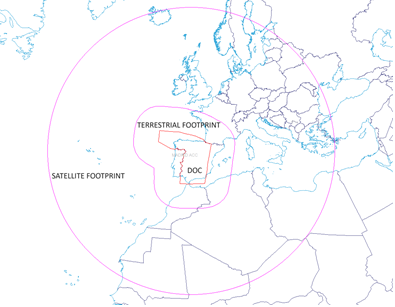 TERRESTRIAL FOOTPRINT
DOC
SATELLITE FOOTPRINT